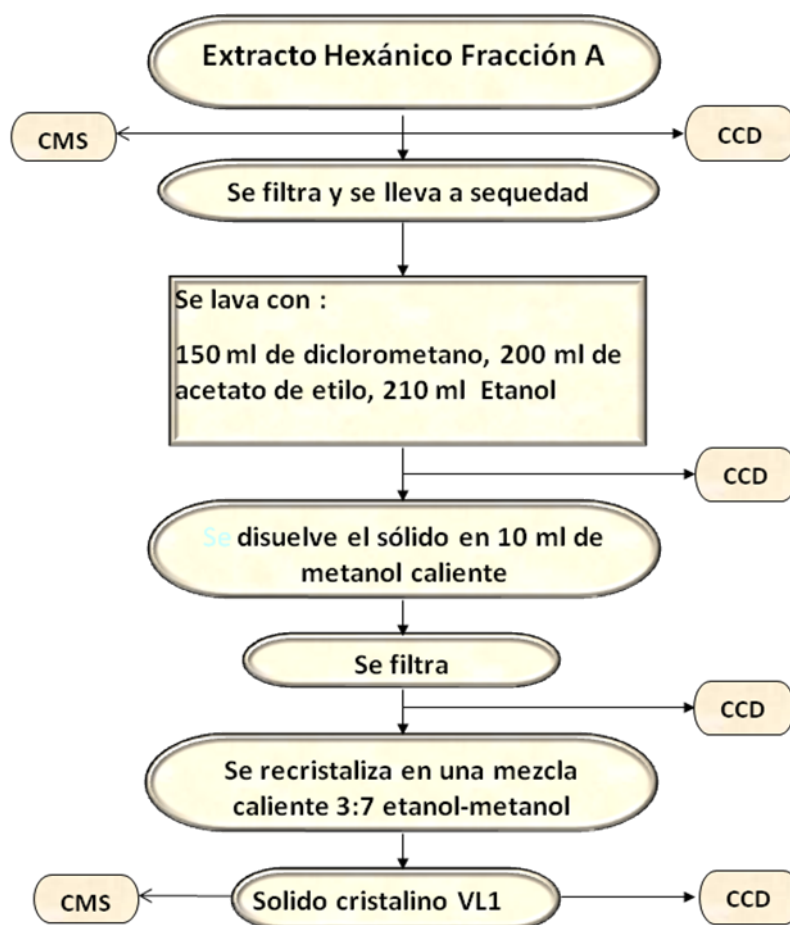 Extracto Hexánico Fracción A
CMS
CCD
Se filtra y se lleva a sequedad
Se lava con :
150 ml de diclorometano, 200 ml de
acetato de etilo, 210 ml Etanol
CCD
Se disuelve el sólido en 10 ml de
metanol caliente
Se filtra
CCD
Se recristaliza en una mezcla
caliente 3:7 etanol-metanol
CMS
Solido cristalino VL1
CCD